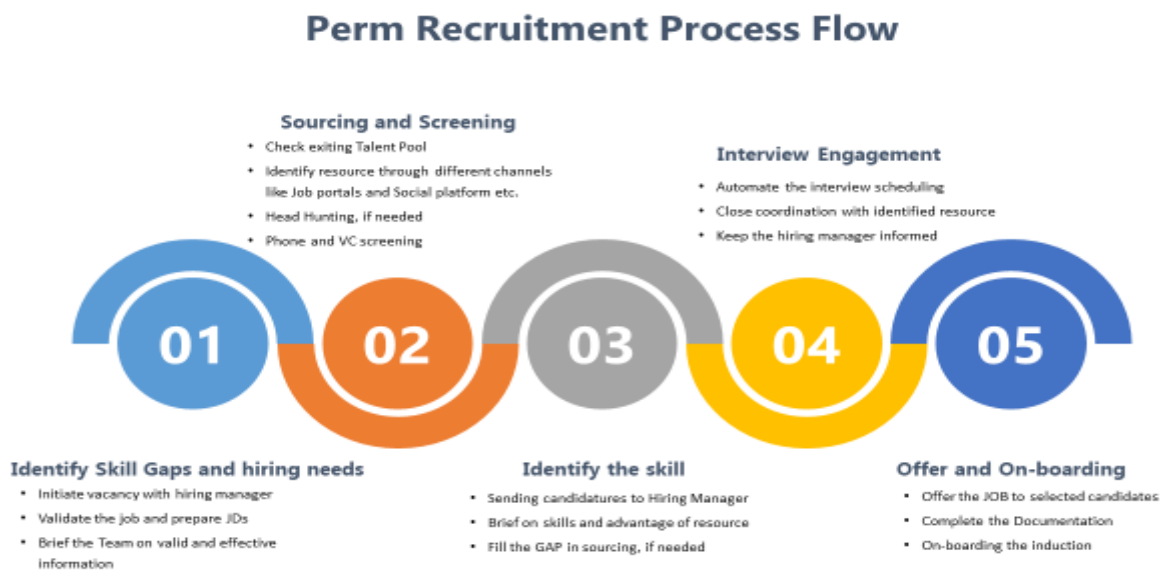 Perm Recruitment Process Flow
Sourcing and Screening
• Check exiting Talent Pool
• Identify resource through different channels
like Job portals and Social platform etc.
• Head Hunting, if needed
• Phone and VC screening
Interview Engagement
• Automate the interview scheduling
• Close coordination with identified resource
• Keep the hiring manager informed
01
02
03
04
05
Identify Skill Gaps and hiring needs
• Initiate vacancy with hiring manager
• Validate the job and prepare JDs
• Brief the Team on valid and effective
information
Identify the skill
• Sending candidatures to Hiring Manager
• Brief on skills and advantage of resource
• Fill the GAP in sourcing, if needed
Offer and On-boarding
• Offer the JOB to selected candidates
• Complete the Documentation
• On-boarding the induction